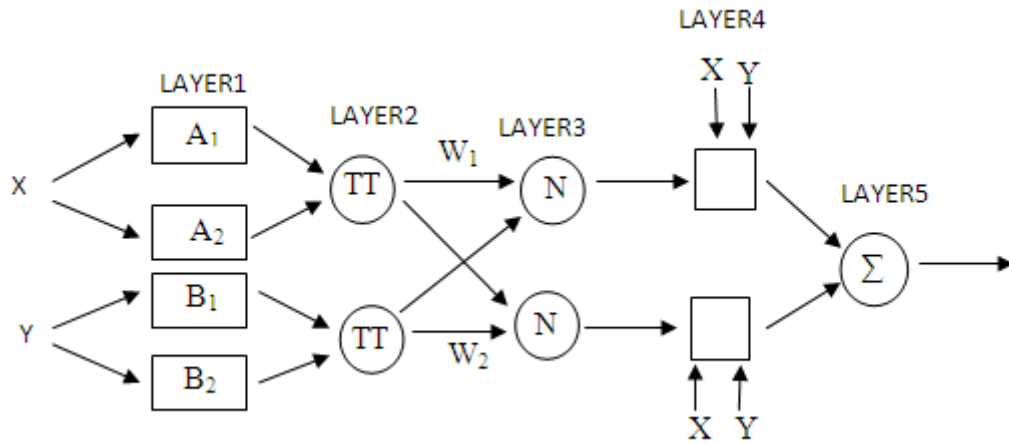 LAYER4
X Y
LAYER1
LAYER2
LAYER3
A₁
W₁
X
TT
N
LAYER5
A₂
Σ
B₁
Y
TT
N
W₂
B₂
X Y